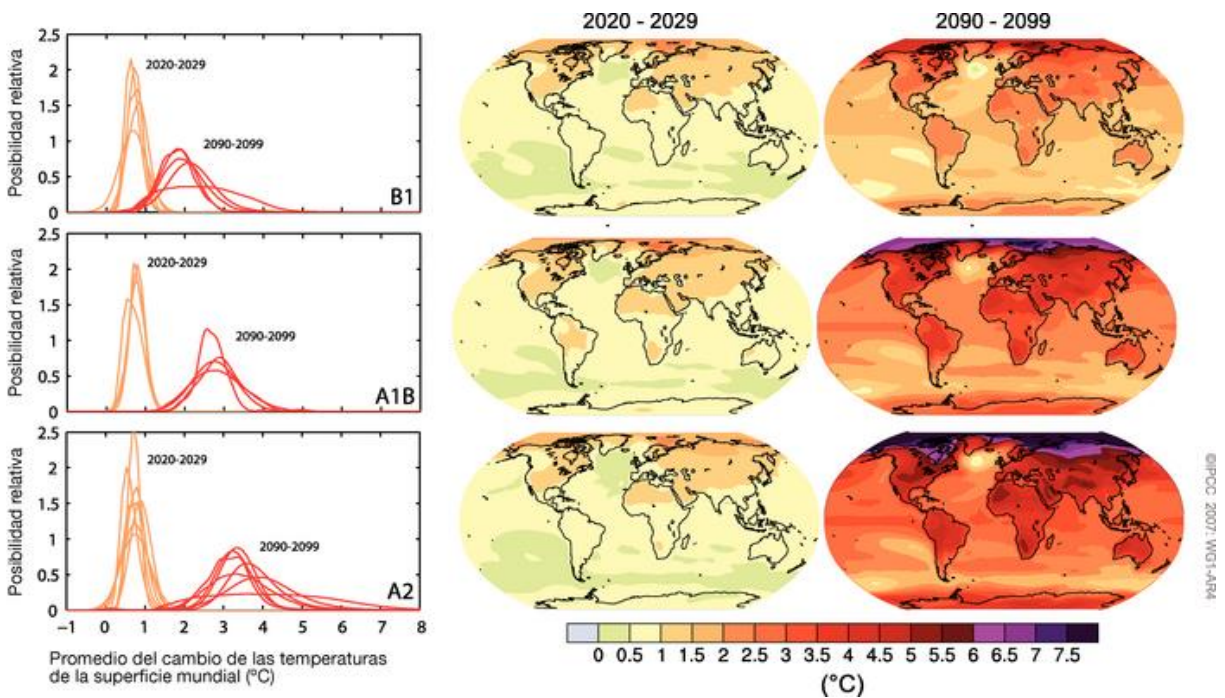 2020 - 2029
2090 - 2099
Posibilidad relativa
2.5
2
1.5
1
0.5
0
2020-2029
2090-2099
B1
Posibilidad relativa
2.5
2
1.5
1
0.5
0
2020-2029
2090-2099
A1B
Posibilidad relativa
2.5
2
1.5
1
0.5
0
2020-2029
2090-2099
A2
-1 0 1 2 3 4 5 6 7 8
Promedio del cambio de las temperaturas
de la superficie mundial (°C)
0 0.5 1 1.5 2 2.5 3 3.5 4 4.5 5 5.5 6 6.5 7 7.5
(°C)
©IPCC 2007: WG1-AR4